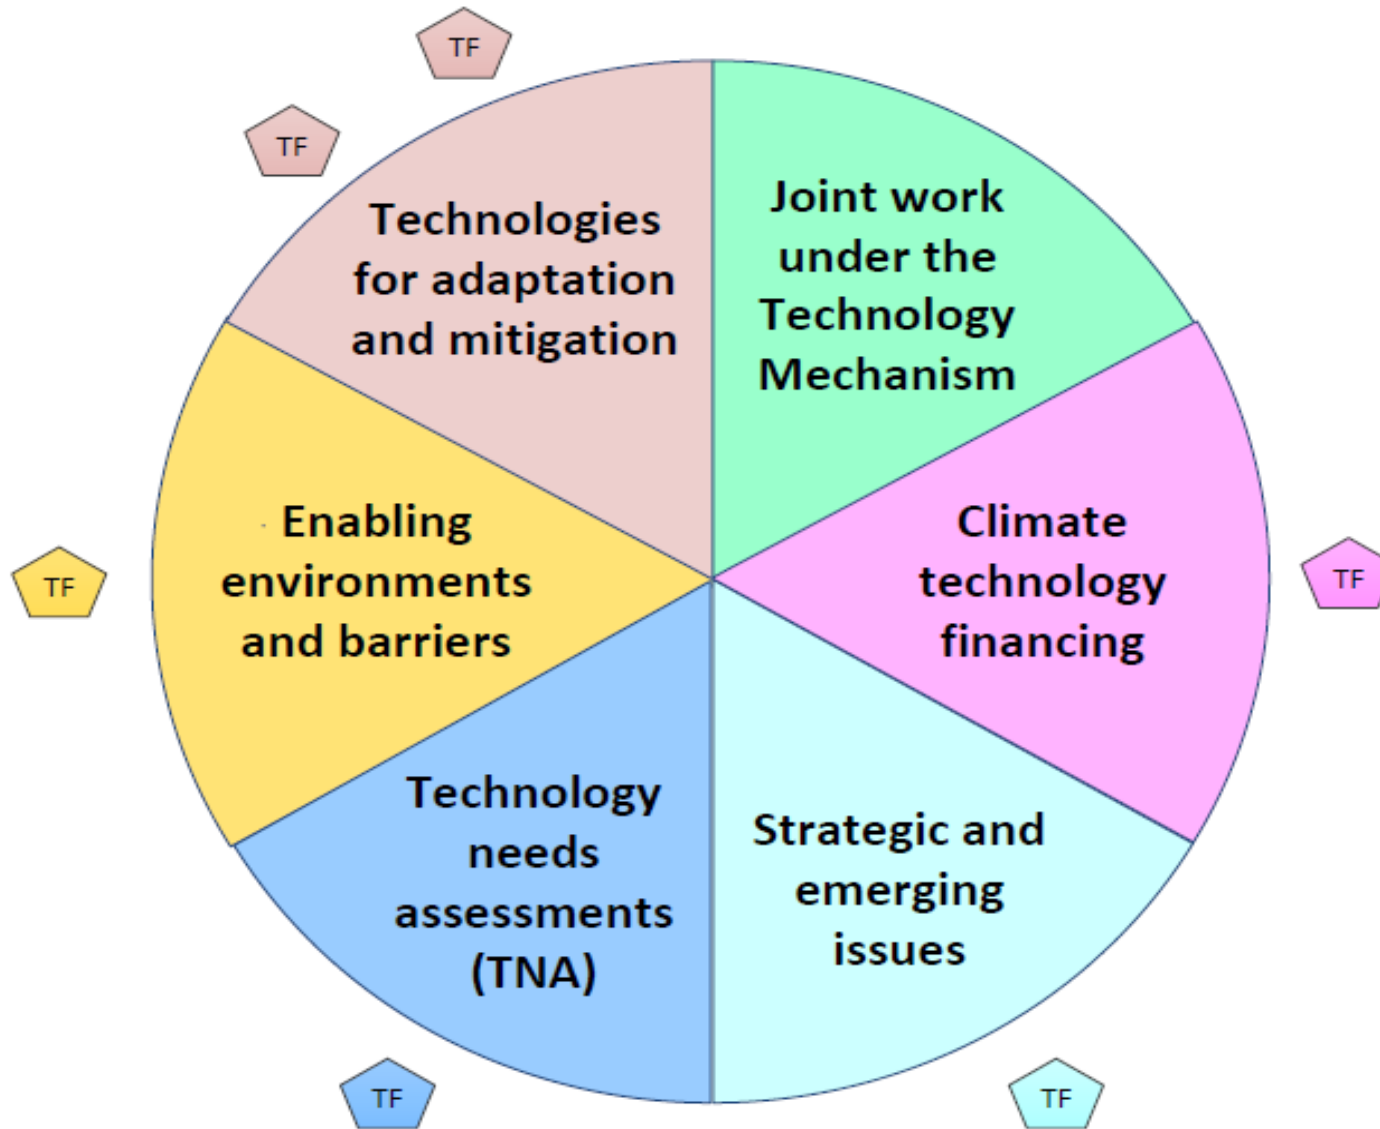 TF
TF
Technologies
for adaptation
and mitigation
Joint work
under the
Technology
Mechanism
Enabling
environments
and barriers
Climate
technology
financing
TF
TF
Technology
needs
assessments
(TNA)
Strategic and
emerging
issues
TF
TF